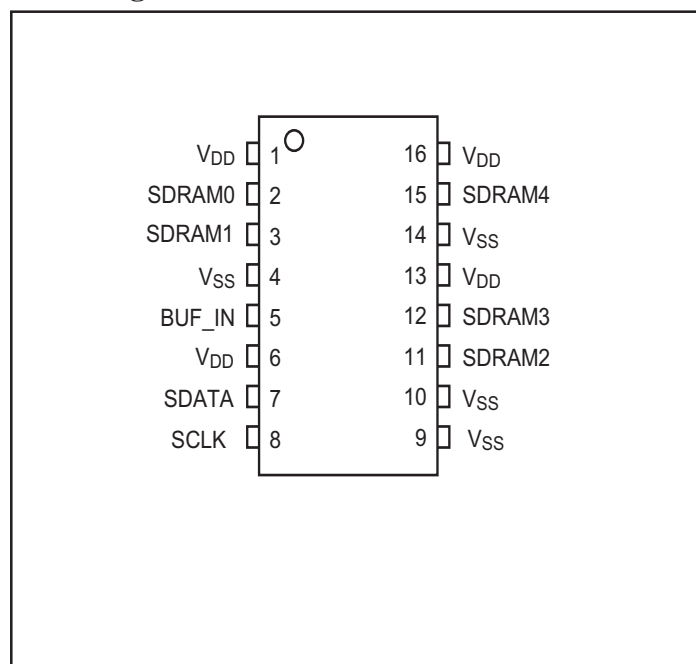 VDD 1 16 VDD
SDRAM0 2 15 SDRAM4
SDRAM1 3 14 VSS
VSS 4 13 VDD
BUF_IN 5 12 SDRAM3
VDD 6 11 SDRAM2
SDATA 7 10 VSS
SCLK 8 9 VSS